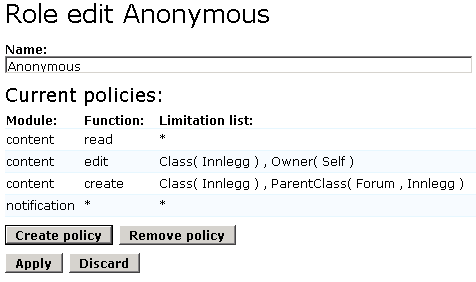 Role edit Anonymous
Name:
Anonymous
Current policies:
Module: Function: Limitation list:
content read *
content edit Class( Innlegg ) , Owner( Self )
content create Class( Innlegg ) , ParentClass( Forum , Innlegg )
notification * *
Create policy Remove policy
Apply Discard